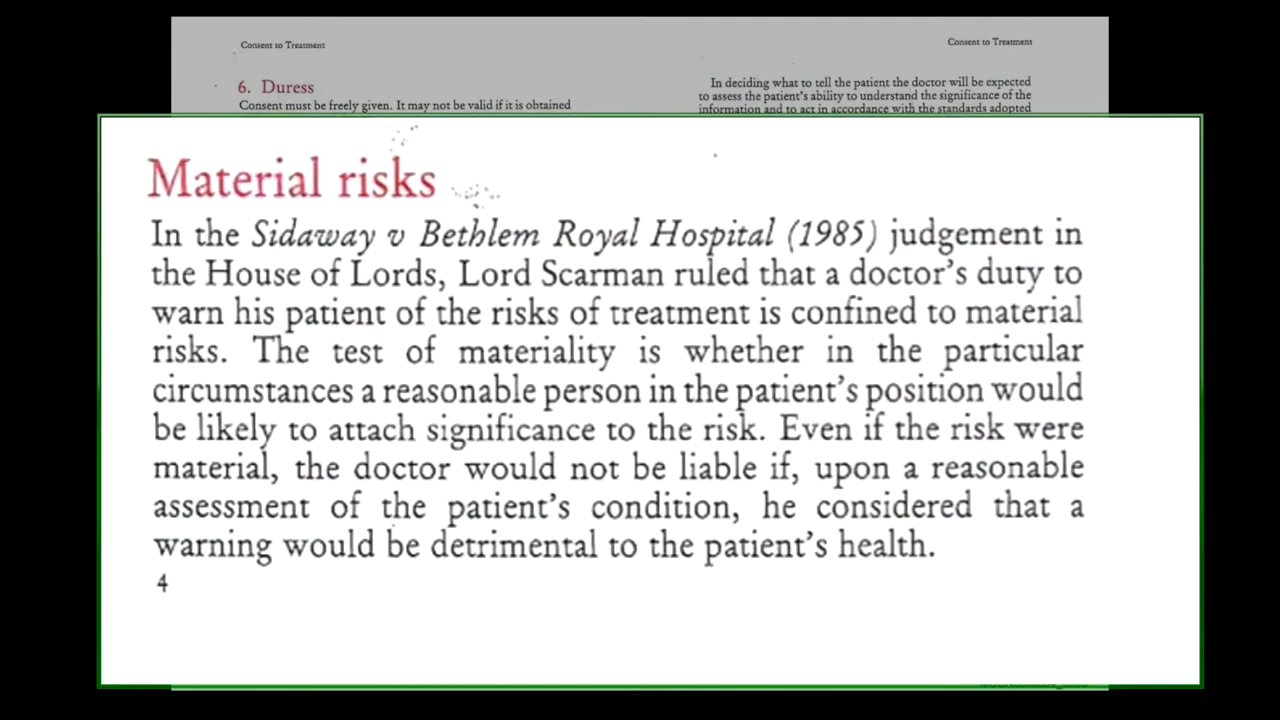 Consent to Treatment
Consent to Treatment
6. Duress
Consent must be freely given. It may not be valid if it is obtained
In deciding what to tell the patient the doctor will be expected
to assess the patient's ability to understand the significance of the
information and to act in accordance with the standards adopted
Material risks
In the Sidaway v Bethlem Royal Hospital (1985) judgement in
the House of Lords, Lord Scarman ruled that a doctor's duty to
warn his patient of the risks of treatment is confined to material
risks. The test of materiality is whether in the particular
circumstances a reasonable person in the patient's position would
be likely to attach significance to the risk. Even if the risk were
material, the doctor would not be liable if, upon a reasonable
assessment of the patient's condition, he considered that a
warning would be detrimental to the patient's health.
4